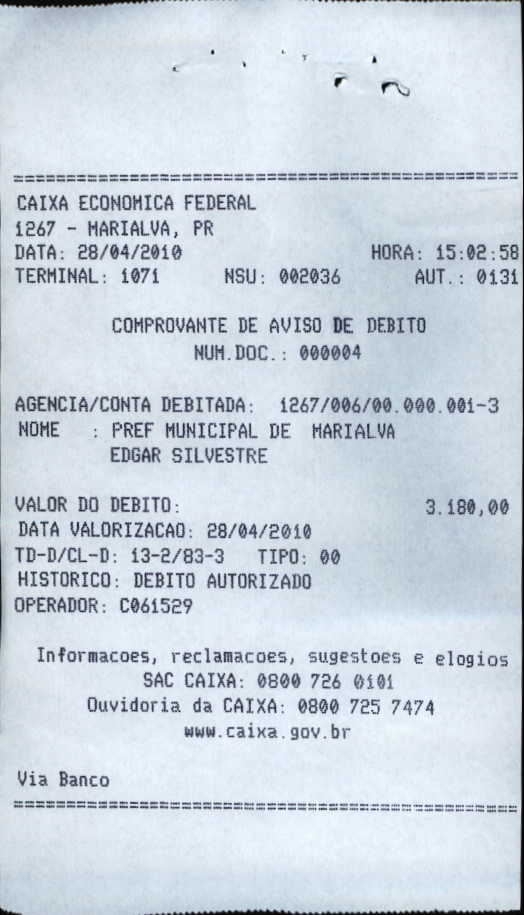 ================================================
CAIXA ECONOMICA FEDERAL
1267 - MARIALVA, PR
DATA: 28/04/2010 HORA: 15:02:58
TERMINAL: 1071 NSU: 002036 AUT.: 0131
COMPROVANTE DE AVISO DE DEBITO
NUM.DOC.: 000004
AGENCIA/CONTA DEBITADA: 1267/006/00.000.001-3
NOME : PREF MUNICIPAL DE MARIALVA
EDGAR SILVESTRE
VALOR DO DEBITO: 3.180,00
DATA VALORIZACAO: 28/04/2010
TD-D/CL-D: 13-2/83-3 TIPO: 00
HISTORICO: DEBITO AUTORIZADO
OPERADOR: C061529
Informacoes, reclamacoes, sugestoes e elogios
SAC CAIXA: 0800 726 0101
Ouvidoria da CAIXA: 0800 725 7474
www.caixa.gov.br
Via Banco
================================================